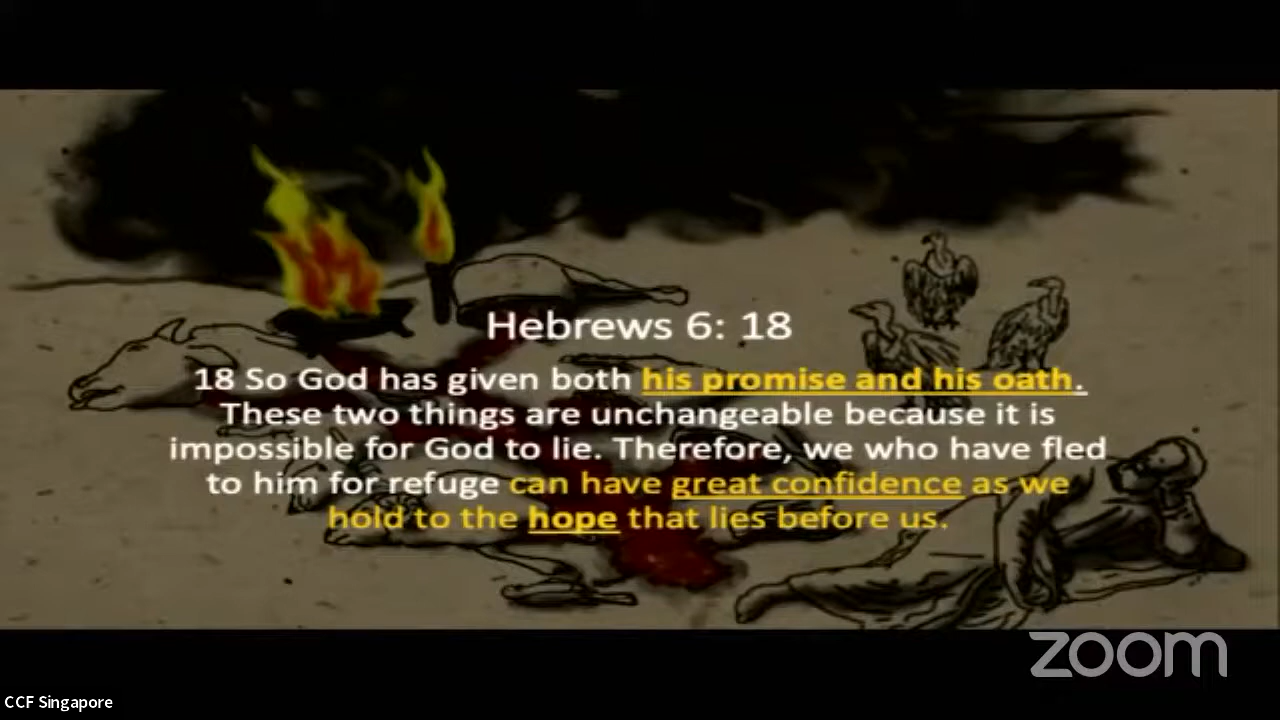 Hebrews 6: 18
18 So God has given both his promise and his oath.
These two things are unchangeable because it is
impossible for God to lie. Therefore, we who have fled
to him for refuge can have great confidence as we
hold to the hope that lies before us.
zoom
CCF Singapore